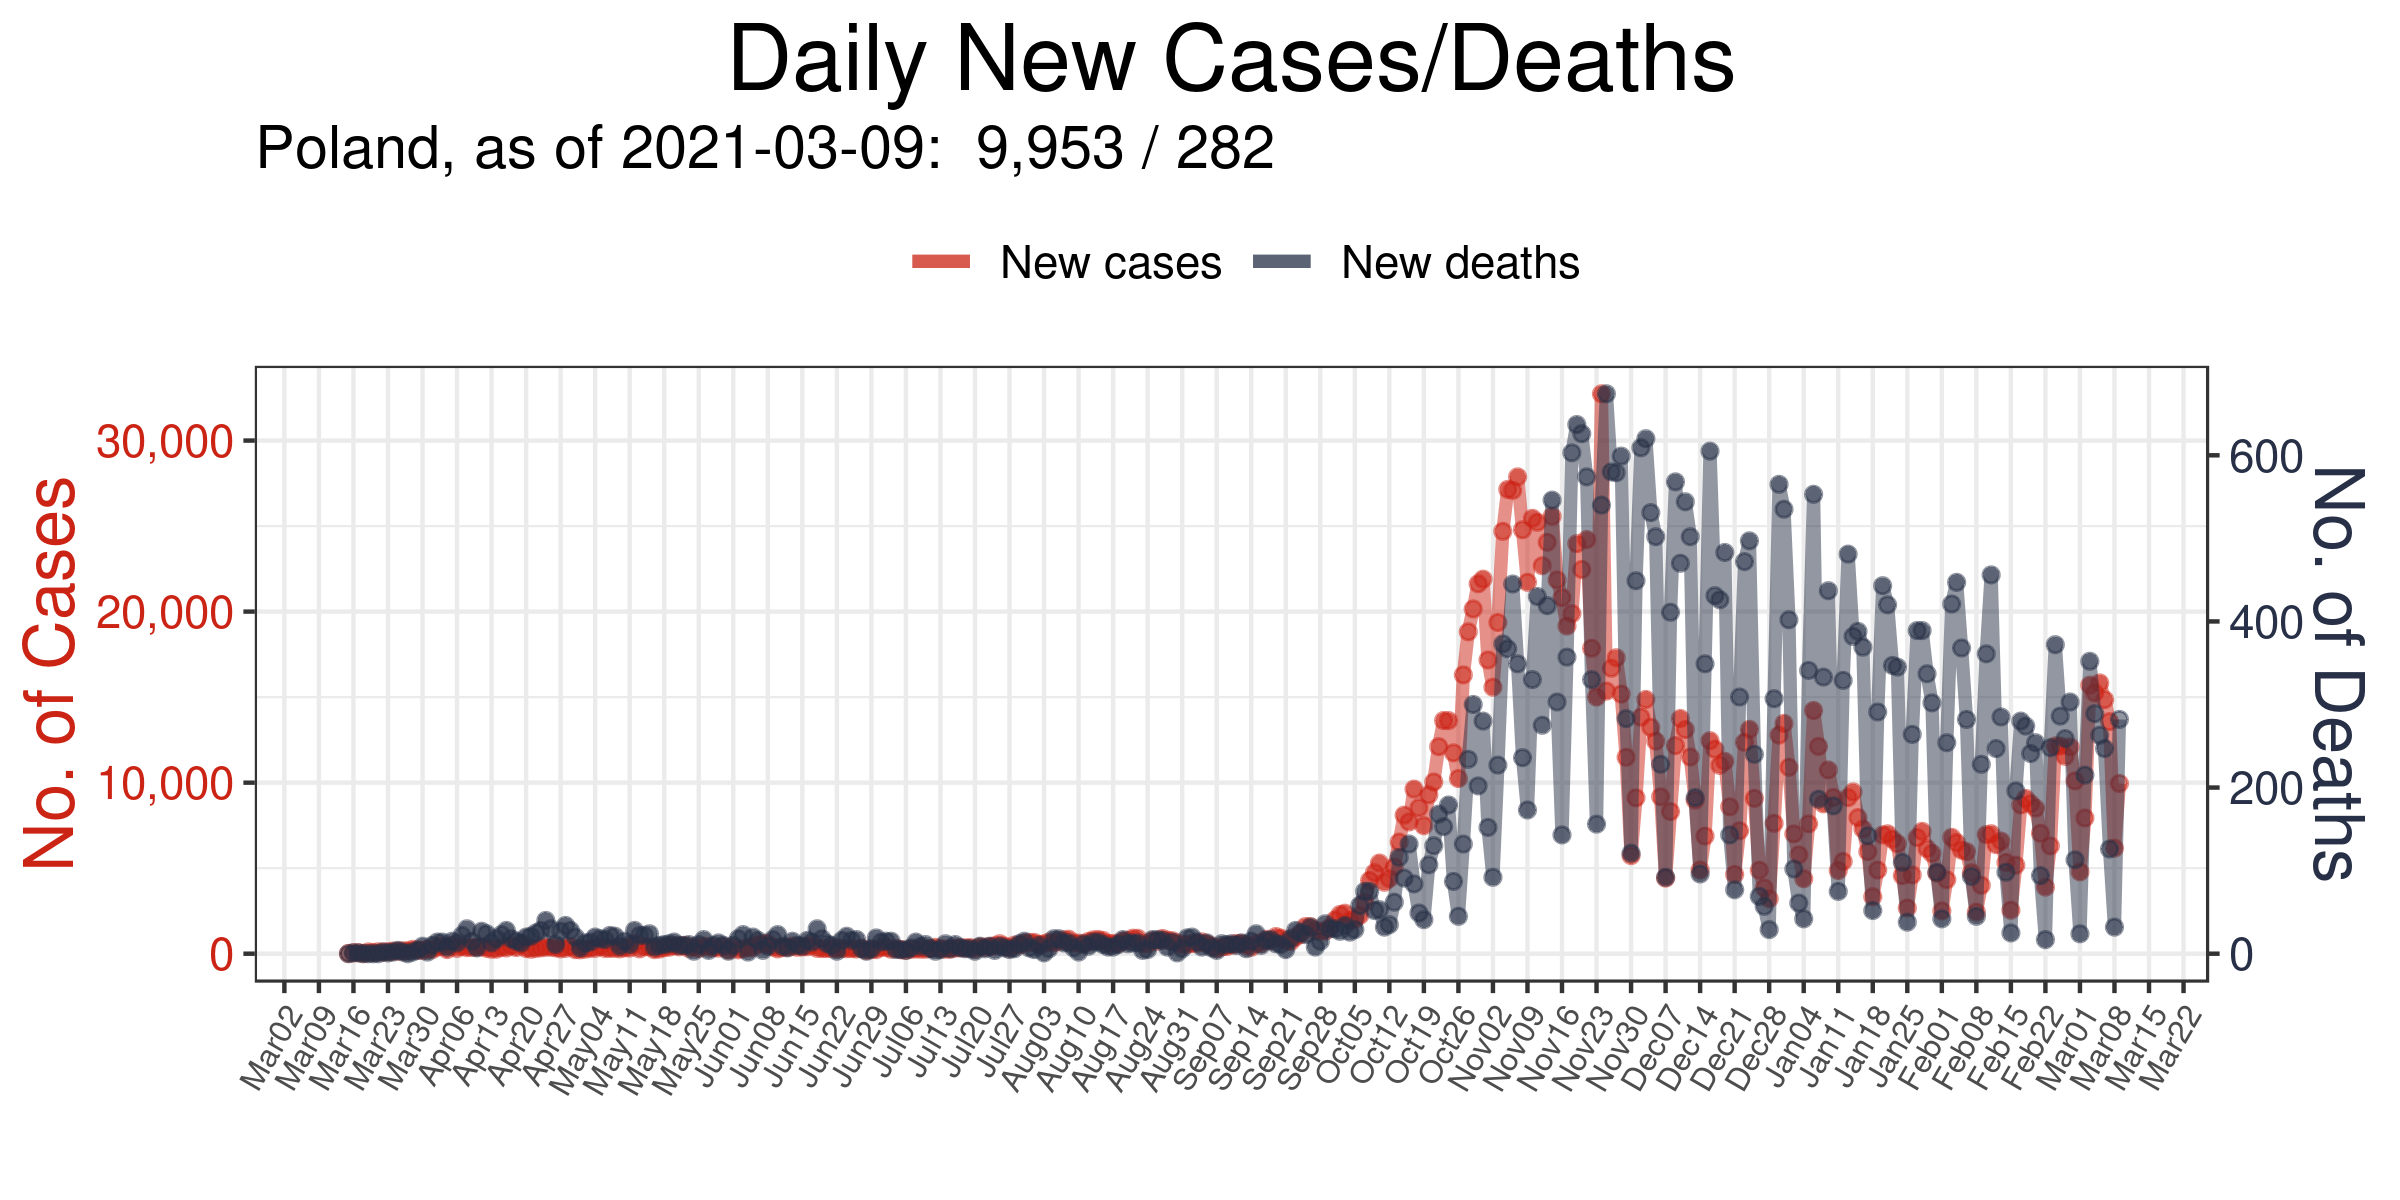 Daily New Cases/Deaths
Poland, as of 2021-03-09:  9,953 / 282
New cases
New deaths
No. of Cases
30,000
20,000
10,000
0
600
400
200
0
No. of Deaths
Mar02
Mar09
Mar16
Mar23
Mar30
Apr06
Apr13
Apr20
Apr27
May04
May11
May18
May25
Jun01
Jun08
Jun15
Jun22
Jun29
Jul06
Jul13
Jul20
Jul27
Aug03
Aug10
Aug17
Aug24
Aug31
Sep07
Sep14
Sep21
Sep28
Oct05
Oct12
Oct19
Oct26
Nov02
Nov09
Nov16
Nov23
Nov30
Dec07
Dec14
Dec21
Dec28
Dec04
Jan11
Jan18
Jan25
Feb01
Feb08
Feb15
Feb22
Mar01
Mar08
Mar15
Mar22